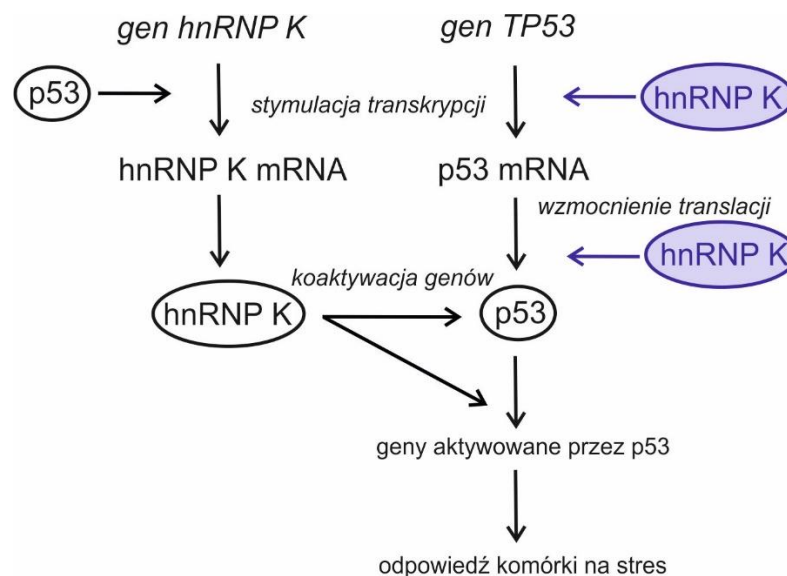 gen hnRNP K
gen TP53
p53
stymulacja transkrypcji
hnRNP K
hnRNP K mRNA
p53 mRNA
wzmocnienie translacji
hnRNP K
koaktywacja genów
hnRNP K
p53
geny aktywowane przez p53
odpowiedź komórki na stres